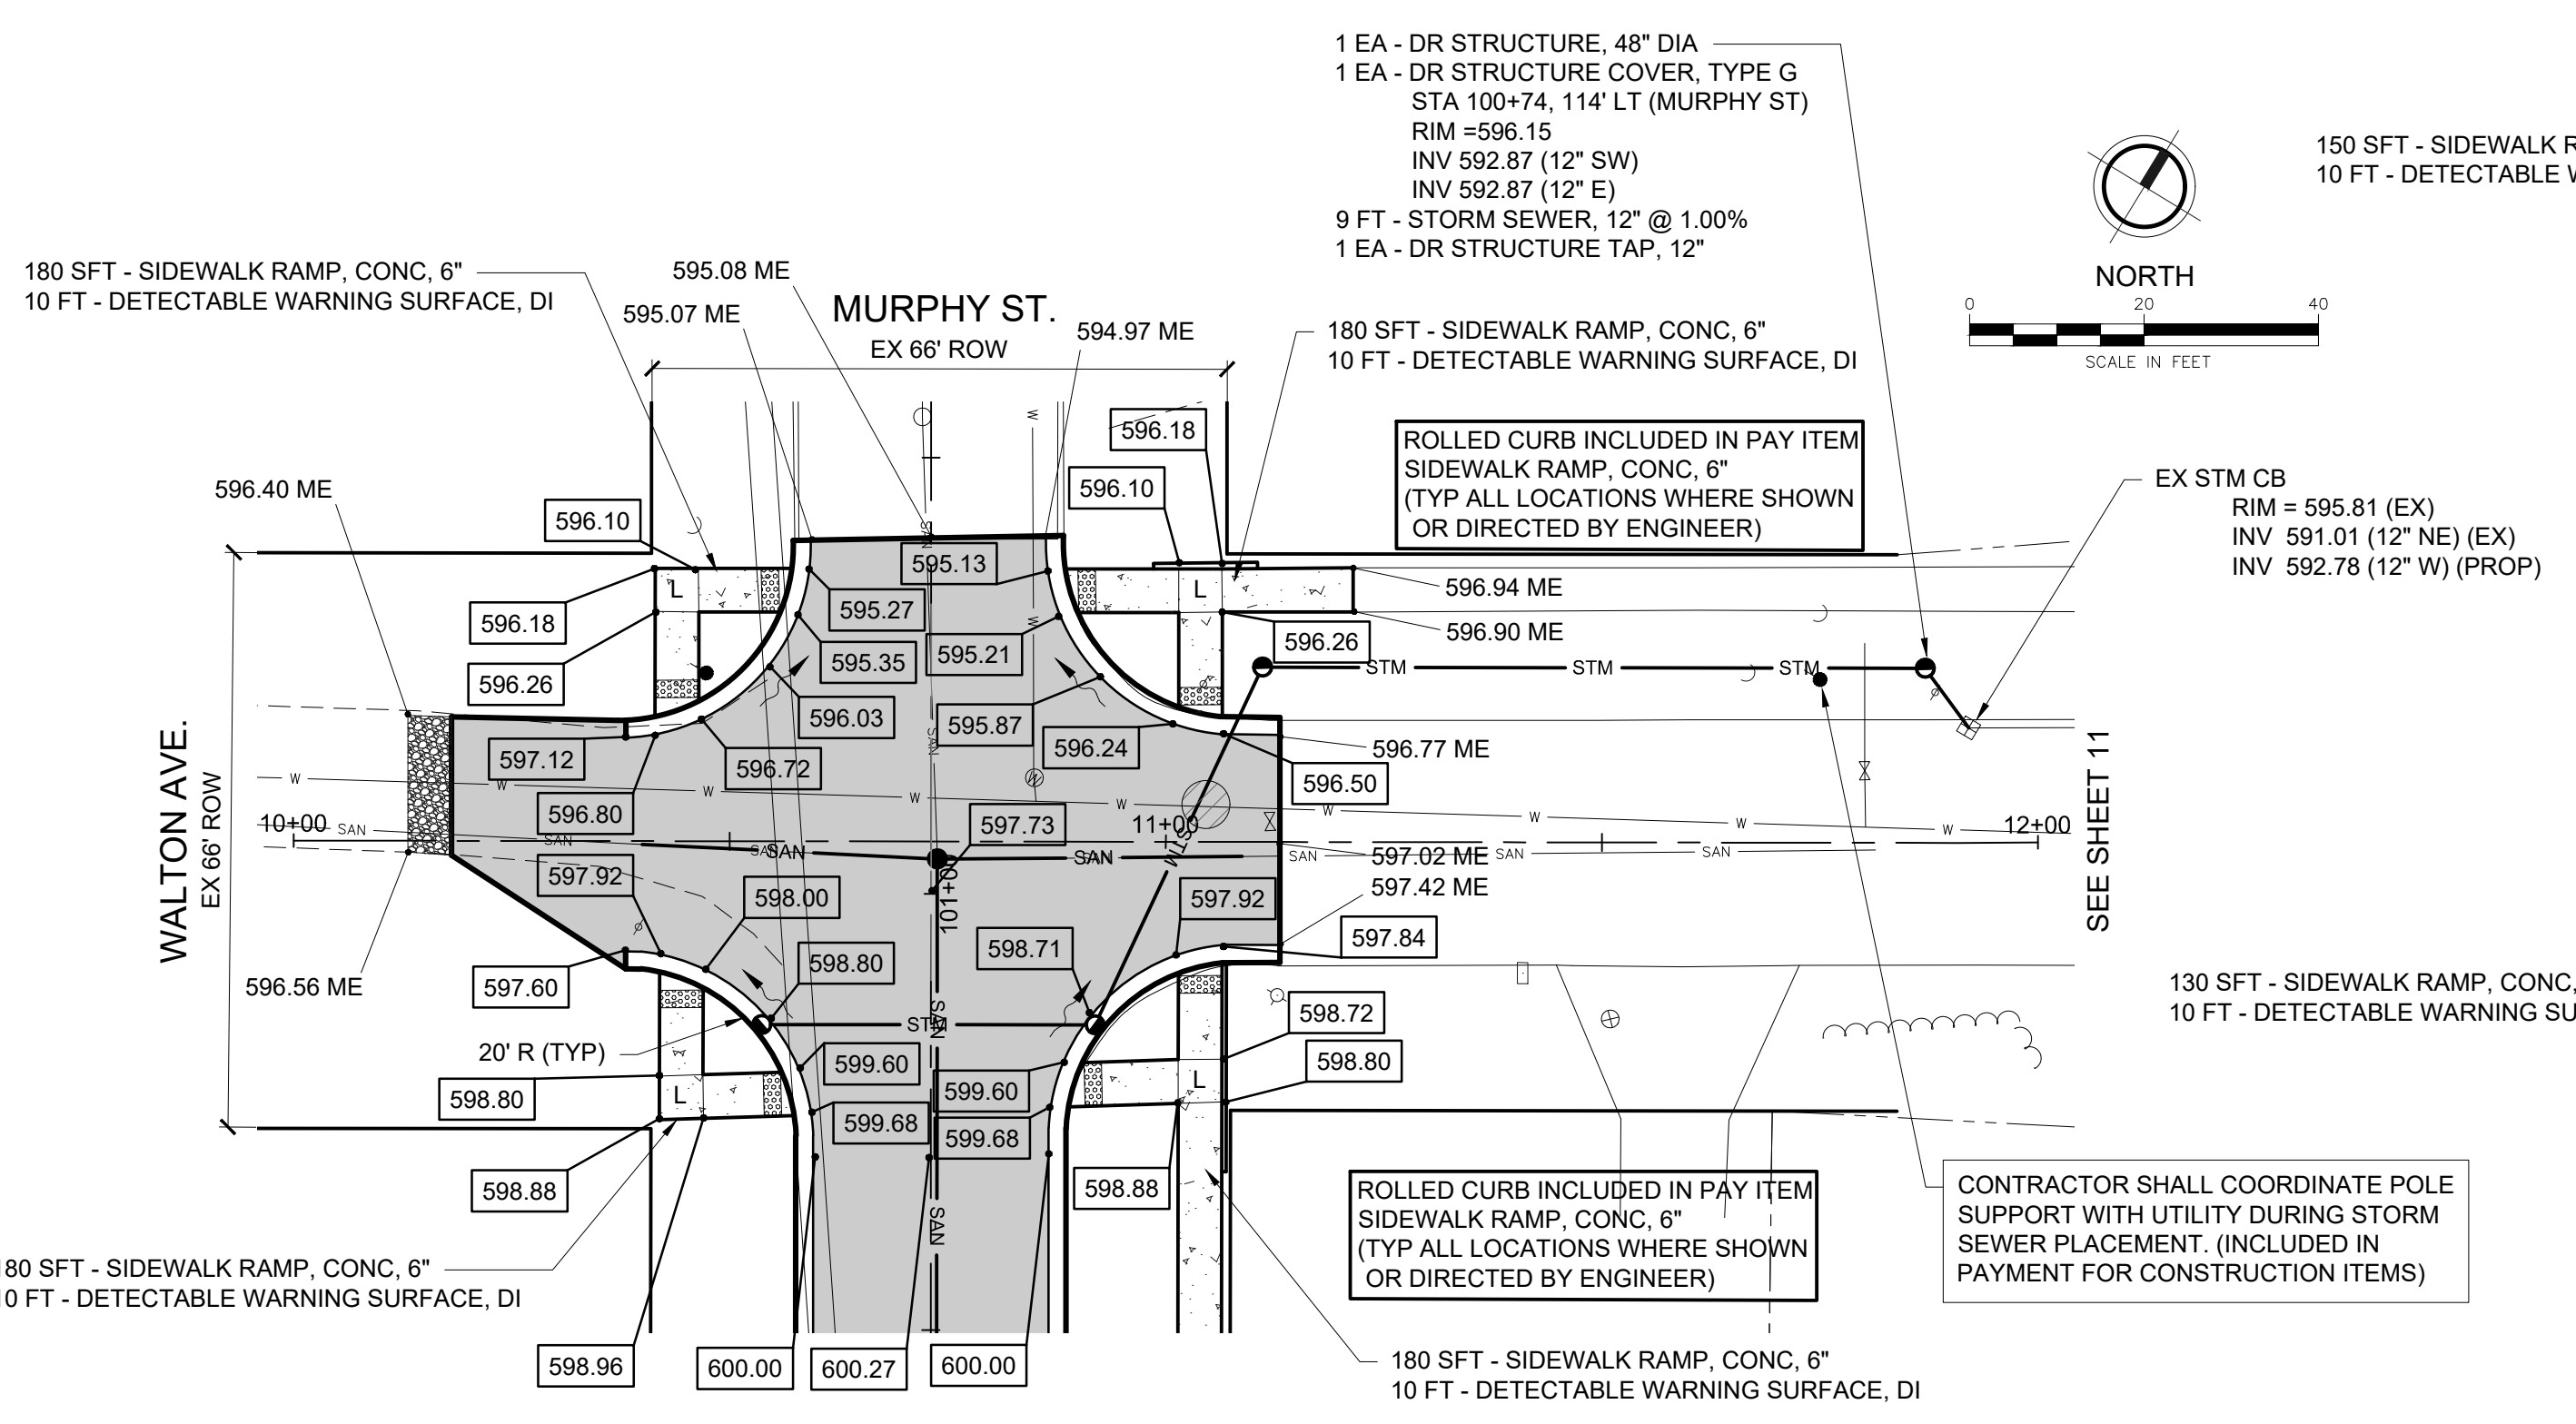 1 EA - DR STRUCTURE, 48" DIA
1 EA - DR STRUCTURE COVER, TYPE G
STA 100+74, 114' LT (MURPHY ST)
RIM =596.15
INV 592.87 (12" SW)
INV 592.87 (12" E)
9 FT - STORM SEWER, 12" @ 1.00%
1 EA - DR STRUCTURE TAP, 12"
150 SFT - SIDEWALK
10 FT - DETECTABLE
NORTH
0 20 40
SCALE IN FEET
180 SFT - SIDEWALK RAMP, CONC, 6"
10 FT - DETECTABLE WARNING SURFACE, DI
595.08 ME
595.07 ME
MURPHY ST.
EX 66' ROW
594.97 ME
180 SFT - SIDEWALK RAMP, CONC, 6"
10 FT - DETECTABLE WARNING SURFACE, DI
596.18
596.10
ROLLED CURB INCLUDED IN PAY ITEM
SIDEWALK RAMP, CONC, 6"
(TYP ALL LOCATIONS WHERE SHOWN
OR DIRECTED BY ENGINEER)
EX STM CB
RIM = 595.81 (EX)
INV 591.01 (12" NE) (EX)
INV 592.78 (12" W) (PROP)
596.40 ME
596.10
W
SAN
595.13
L
L
596.94 ME
596.18
595.27
W
596.90 ME
596.26
595.35
595.21
596.26
STM STM STM
596.03
595.87
596.24
SAN
596.77 ME
597.12
596.72
596.50
WALTON AVE.
EX 66' ROW
W W W W W W W W W
596.80
10+00
SAN
SAN
SAN
SAN
597.73
11+00
STM
SAN
SAN
SAN
SAN
SAN
12+00
597.02 ME
597.42 ME
SEE SHEET 11
597.92
598.00
101+00
597.92
597.84
598.71
598.80
596.56 ME
597.60
598.72
130 SFT - SIDEWALK RAMP, CONC,
10 FT - DETECTABLE WARNING
STM
SAN
20' R (TYP)
599.60
599.60
598.80
598.80
L
L
599.68
599.68
598.88
598.88
SAN
ROLLED CURB INCLUDED IN PAY ITEM
SIDEWALK RAMP, CONC, 6"
(TYP ALL LOCATIONS WHERE SHOWN
OR DIRECTED BY ENGINEER)
CONTRACTOR SHALL COORDINATE POLE
SUPPORT WITH UTILITY DURING STORM
SEWER PLACEMENT. (INCLUDED IN
PAYMENT FOR CONSTRUCTION ITEMS)
80 SFT - SIDEWALK RAMP, CONC, 6"
0 FT - DETECTABLE WARNING SURFACE, DI
598.96
600.00
600.27
600.00
180 SFT - SIDEWALK RAMP, CONC, 6"
10 FT - DETECTABLE WARNING SURFACE, DI